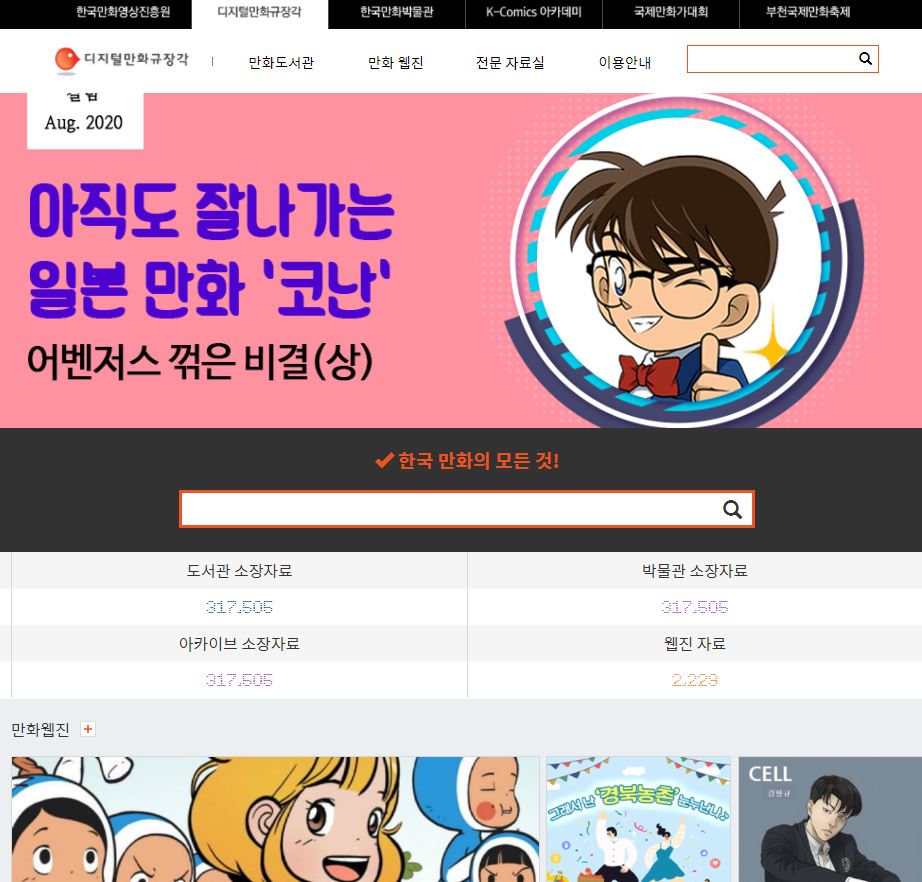 한국만화영상진흥원
디지털만화규장각
한국만화박물관
K-Comics 아카데미
국제만화가대회
부천국제만화축제
디지털만화규장각
만화도서관
만화 웹진
전문 자료실
이용안내
Aug. 2020
아직도 잘나가는
일본 만화 '코난'
어벤저스 꺾은 비결(상)
한국 만화의 모든 것!
도서관 소장자료
박물관 소장자료
317,505
317,505
아카이브 소장자료
웹진 자료
317,505
2,229
만화웹진
그래서 난 '경북농촌'
눈누난나♪
CELL
김형규